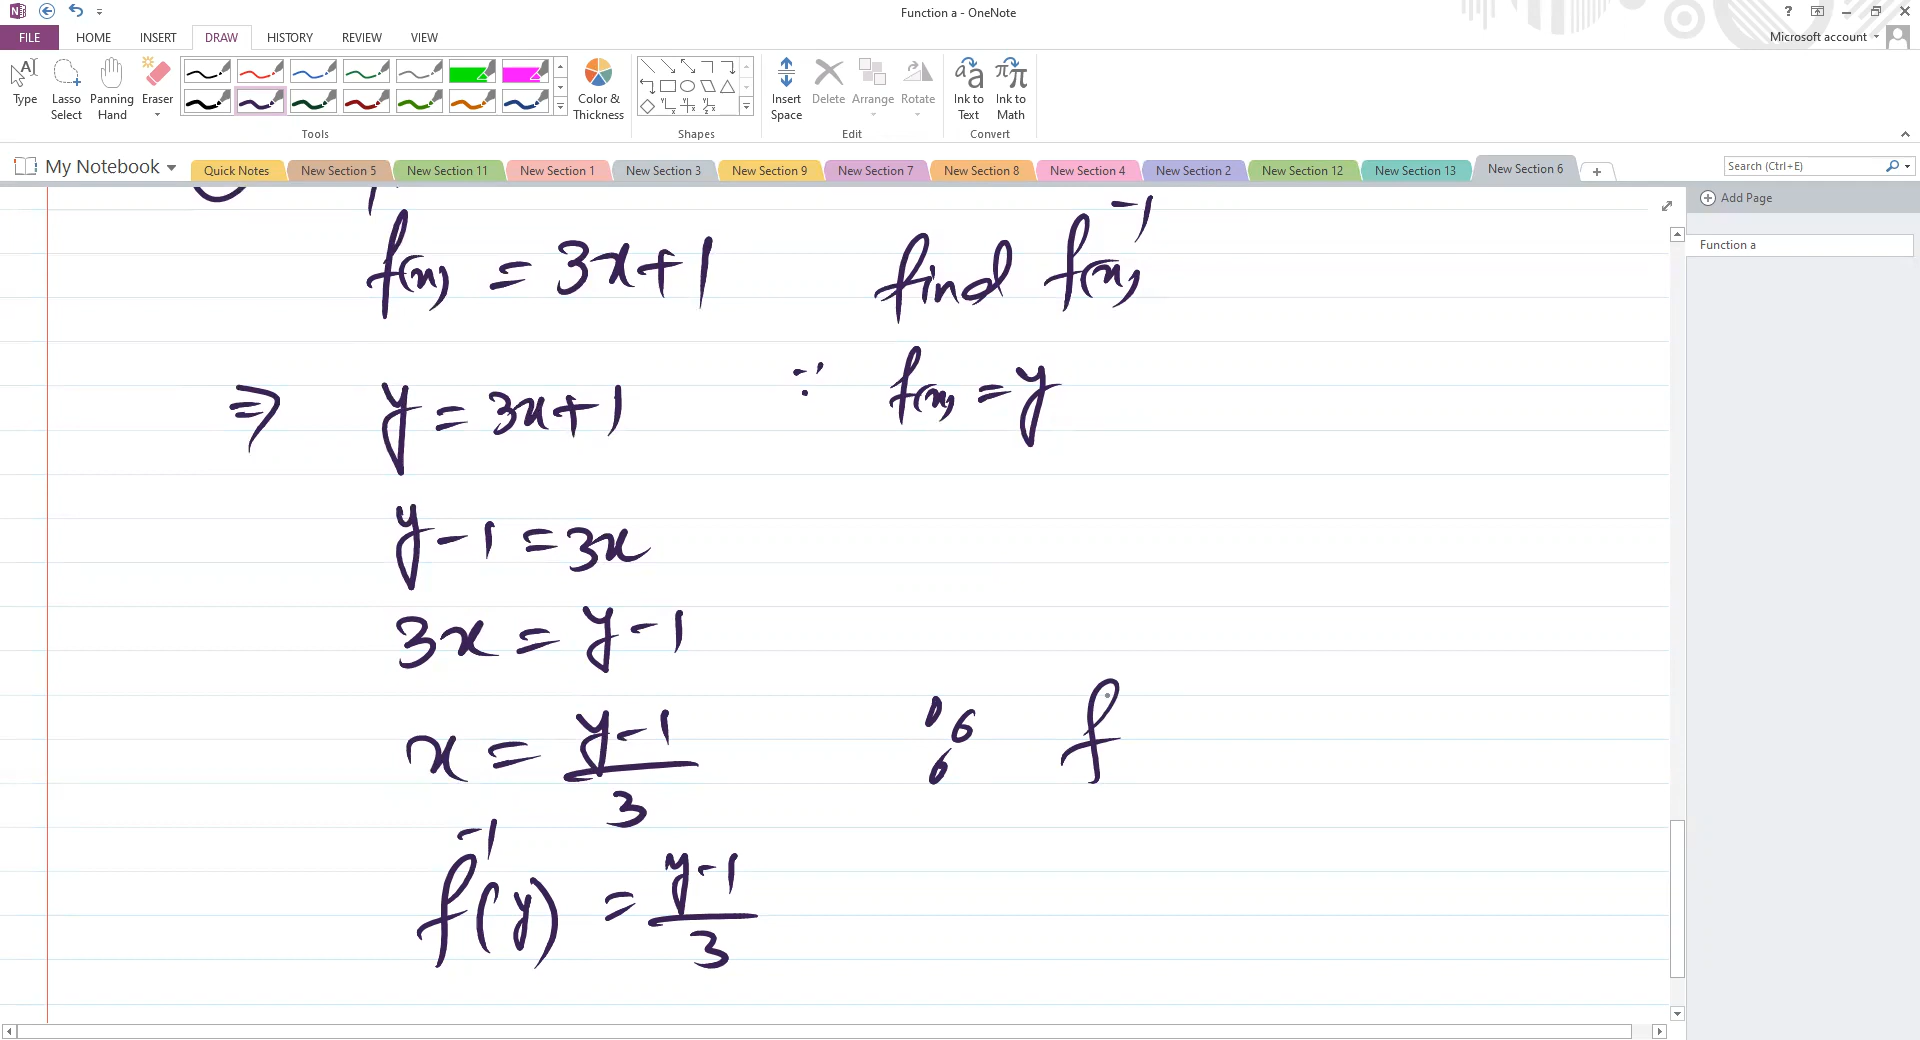 Function a - OneNote
FILE HOME INSERT DRAW HISTORY REVIEW VIEW
Microsoft account
Type
Lasso Select
Panning Hand
Eraser
Color & Thickness
Insert Space
Delete
Arrange
Rotate
Ink to Text
Ink to Math
Tools
Shapes
Edit
Convert
My Notebook
Quick Notes
New Section 5
New Section 11
New Section 1
New Section 3
New Section 9
New Section 7
New Section 8
New Section 4
New Section 2
New Section 12
New Section 13
New Section 6
Search (Ctrl+E)
Add Page
Function a
f(x) = 3x+1 find f⁻¹(x)
⇒ y = 3x+1 ∵ f(x) = y
y-1 = 3x
3x = y-1
x = (y-1)/3 ∵ f
f⁻¹(y) = (y-1)/3